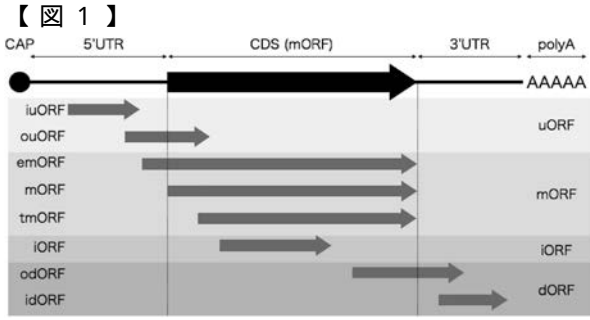 【図1】
CAP 5'UTR CDS (mORF) 3'UTR polyA
AAAAA
iuORF
ouORF
uORF
emORF
mORF
tmORF
mORF
iORF iORF
odORF
idORF
dORF